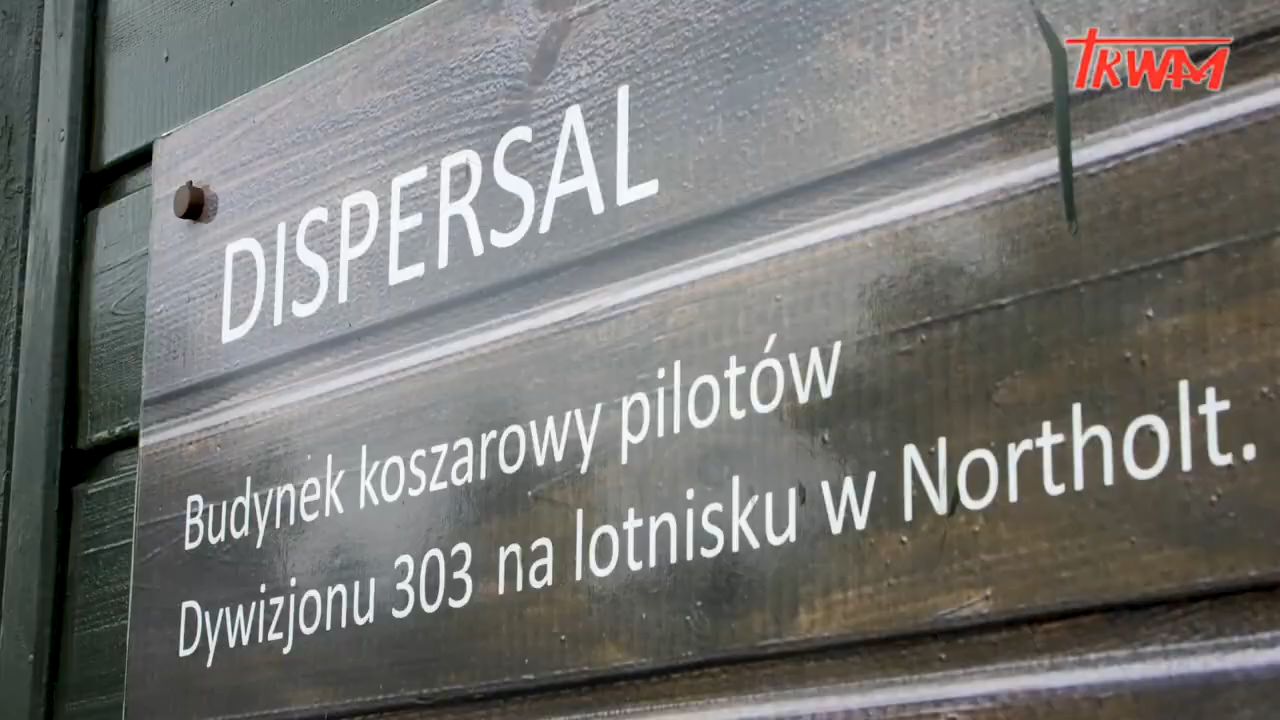 TRWAM
DISPERSAL
Budynek koszarowy pilotów
Dywizjonu 303 na lotnisku w Northolt.